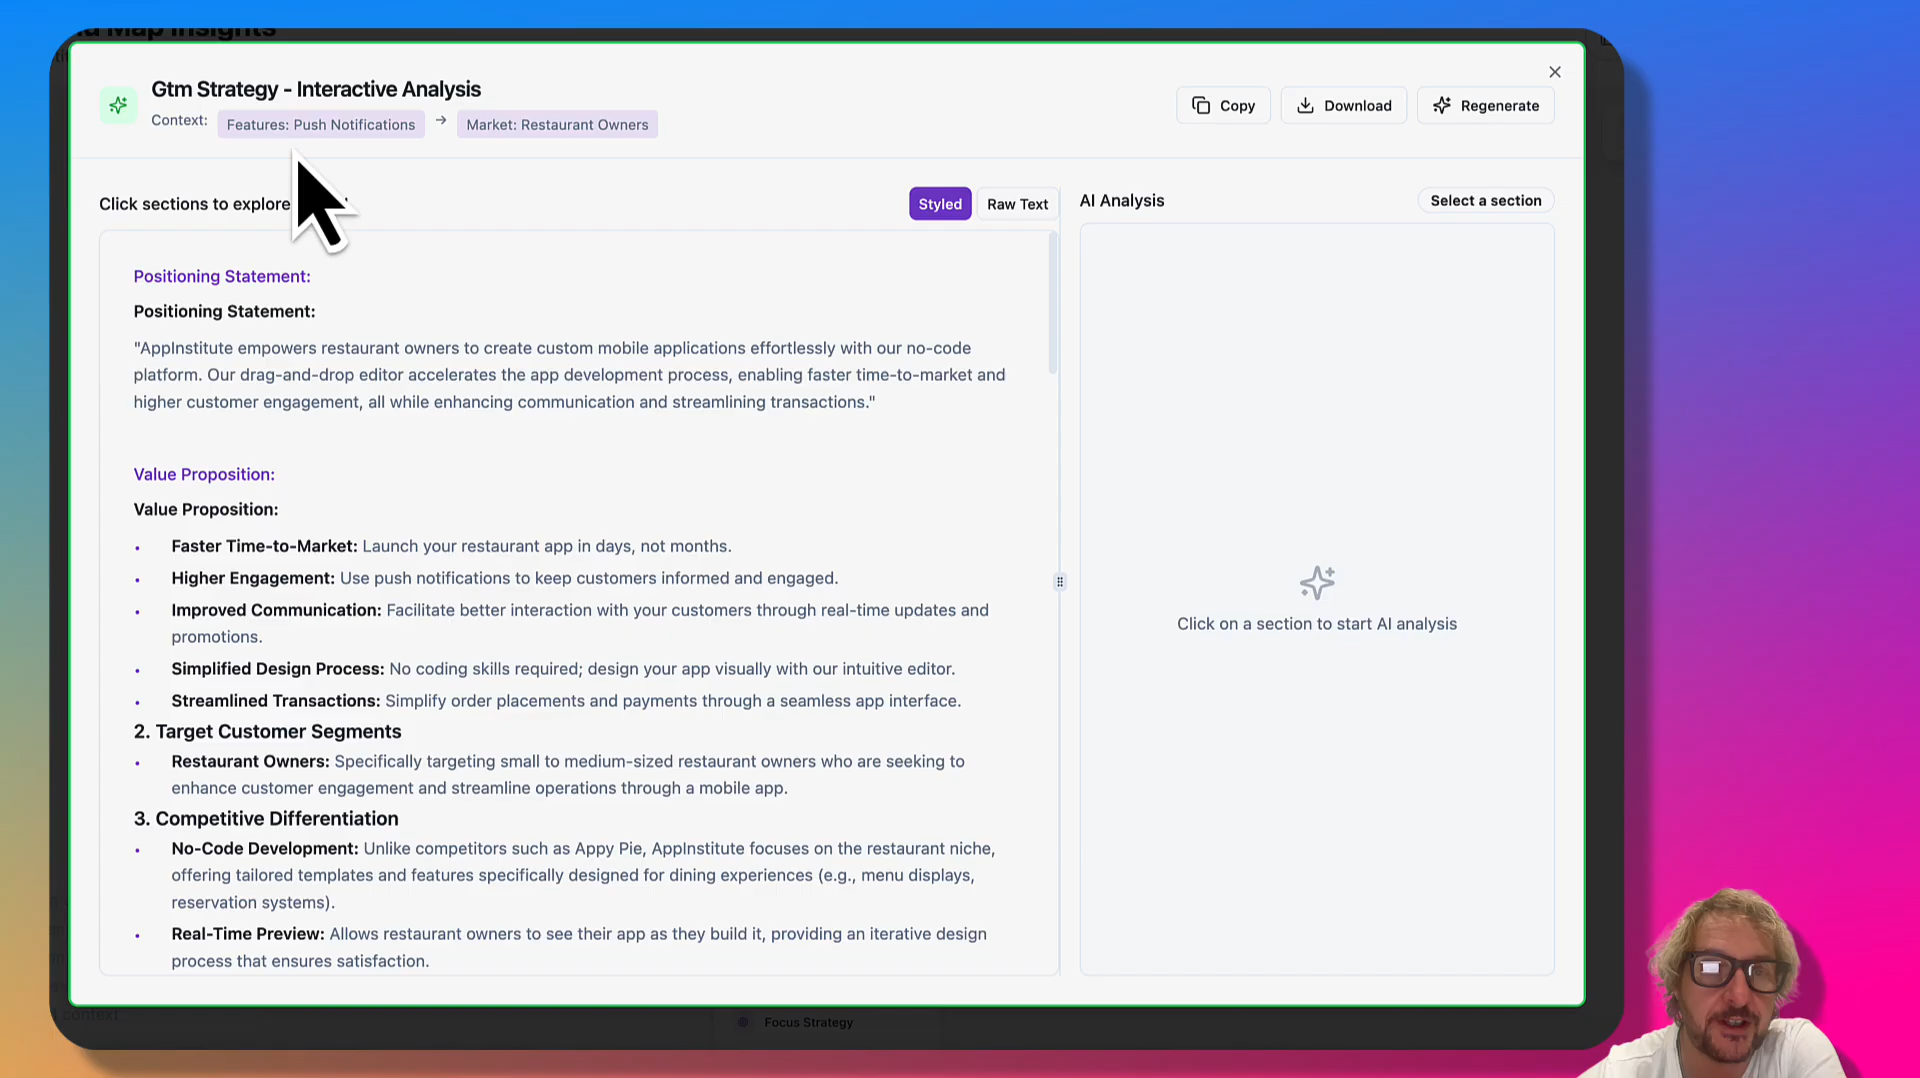 Map Insights
Gtm Strategy - Interactive Analysis
Context: Features: Push Notifications → Market: Restaurant Owners
Copy
Download
Regenerate
Click sections to explore
Styled
Raw Text
AI Analysis
Select a section
Positioning Statement:
Positioning Statement:
"AppInstitute empowers restaurant owners to create custom mobile applications effortlessly with our no-code
platform. Our drag-and-drop editor accelerates the app development process, enabling faster time-to-market and
higher customer engagement, all while enhancing communication and streamlining transactions."
Value Proposition:
Value Proposition:
• Faster Time-to-Market: Launch your restaurant app in days, not months.
• Higher Engagement: Use push notifications to keep customers informed and engaged.
• Improved Communication: Facilitate better interaction with your customers through real-time updates and
promotions.
• Simplified Design Process: No coding skills required; design your app visually with our intuitive editor.
• Streamlined Transactions: Simplify order placements and payments through a seamless app interface.
2. Target Customer Segments
• Restaurant Owners: Specifically targeting small to medium-sized restaurant owners who are seeking to
enhance customer engagement and streamline operations through a mobile app.
3. Competitive Differentiation
• No-Code Development: Unlike competitors such as Appy Pie, AppInstitute focuses on the restaurant niche,
offering tailored templates and features specifically designed for dining experiences (e.g., menu displays,
reservation systems).
• Real-Time Preview: Allows restaurant owners to see their app as they build it, providing an iterative design
process that ensures satisfaction.
Click on a section to start AI analysis
context
Focus Strategy